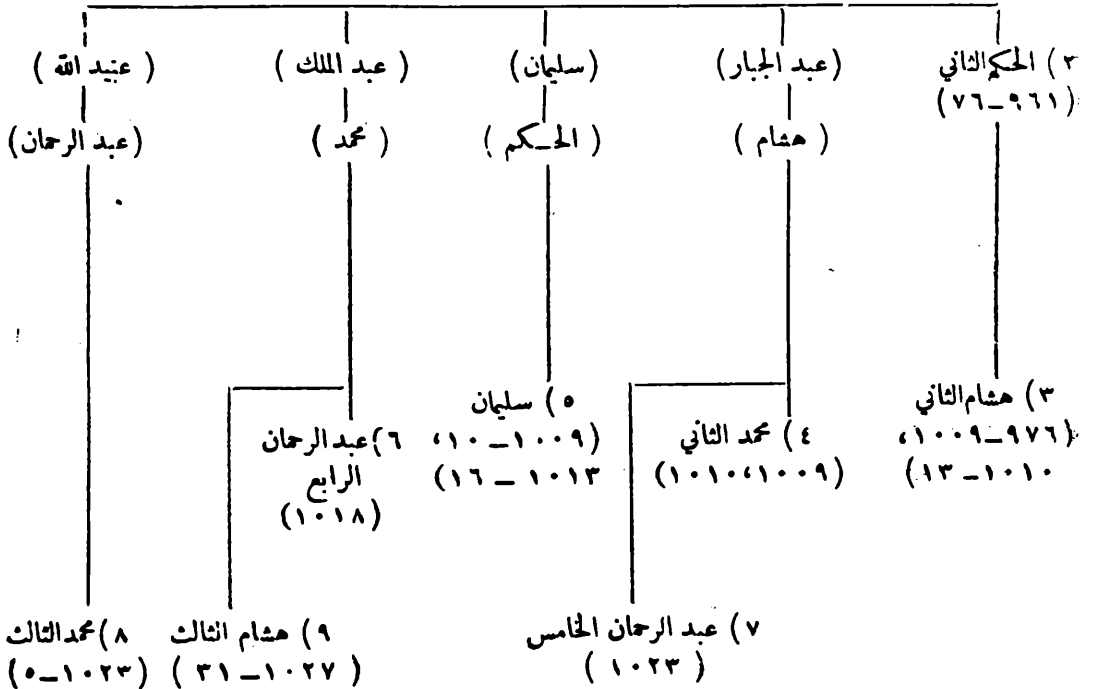 ٢) الحكم الثاني
(٩٦١–٧٦)
(عبد الجبار)
(سليمان)
(عبد الملك)
(عبيد الله)
(هشام)
(الحكم)
(محمد)
(عبد الرحمان)
٣) هشام الثاني
(٩٧٦–١٠٠٩،
١٠١٠–١٣)
٤) محمد الثاني
(١٠٠٩،١٠١٠)
٥) سليمان
(١٠٠٩–١٠،
١٠١٣–١٦)
٦) عبد الرحمان
الرابع
(١٠١٨)
٧) عبد الرحمان الخامس
(١٠٢٣)
٩) هشام الثالث
(١٠٢٧–٣١)
٨) محمد الثالث
(١٠٢٣–٥)